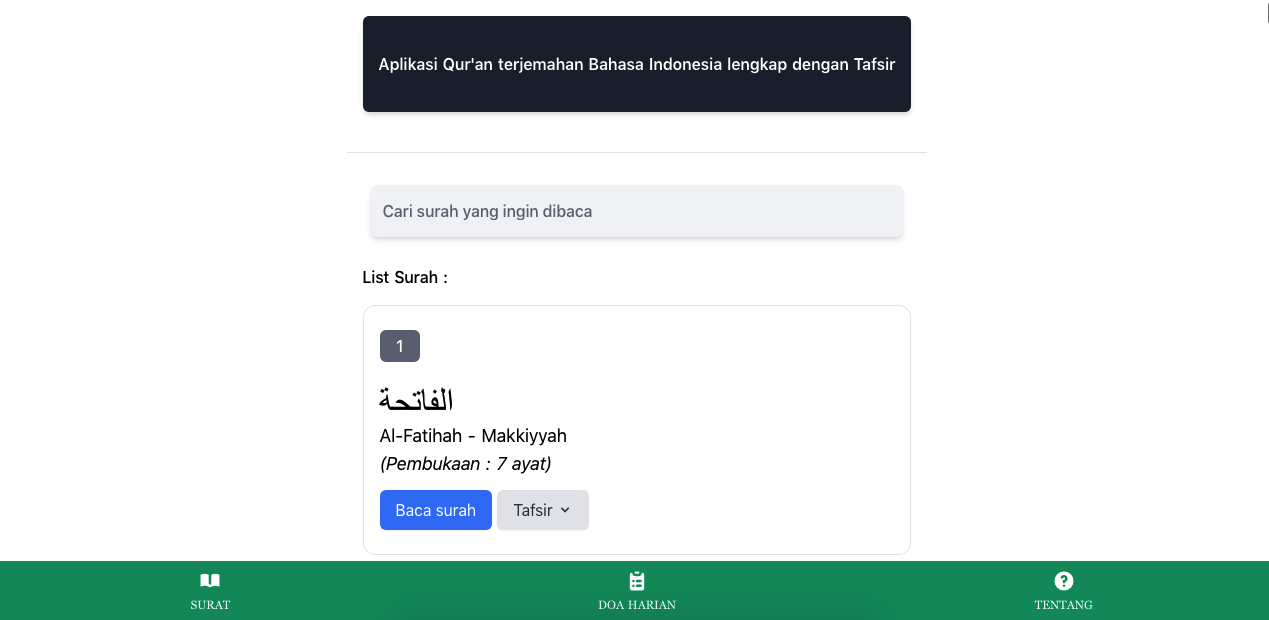 Aplikasi Qur'an terjemahan Bahasa Indonesia lengkap dengan Tafsir
Cari surah yang ingin dibaca
List Surah :
1
الفاتحة
Al-Fatihah - Makkiyyah
(Pembukaan : 7 ayat)
Baca surah
Tafsir
SURAT
DOA HARIAN
TENTANG